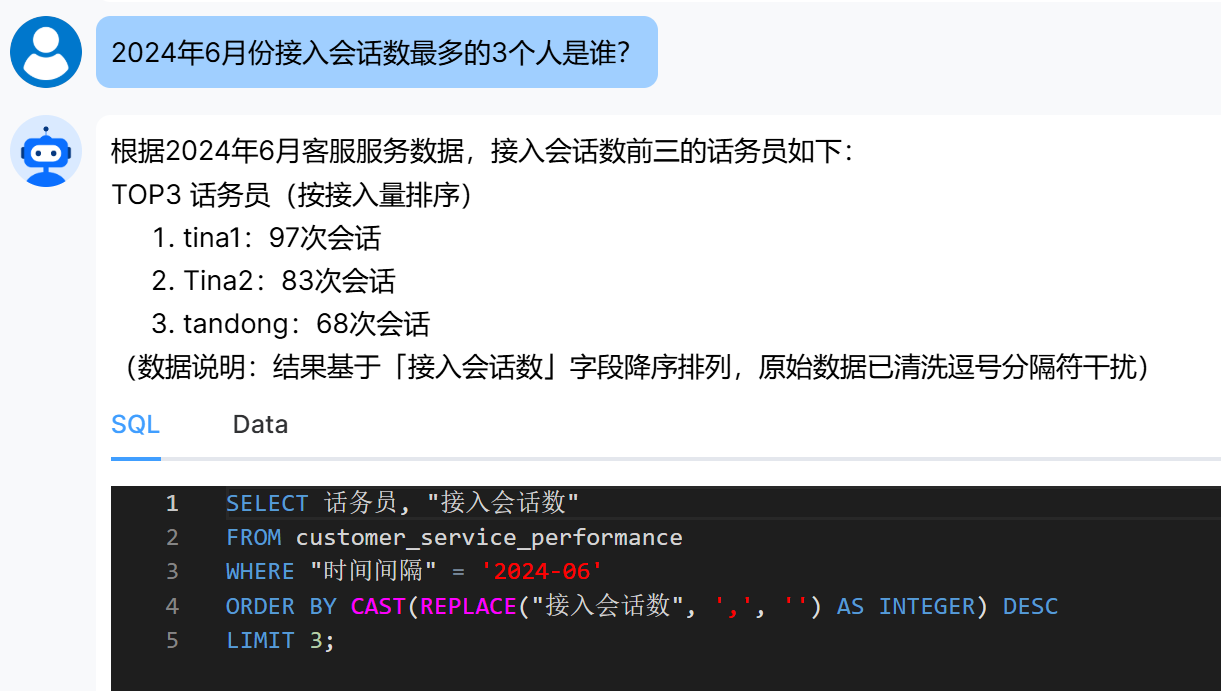 2024年6月份接入会话数最多的3个人是谁？
根据2024年6月客服服务数据，接入会话数前三的话务员如下：
TOP3 话务员（按接入量排序）
1. tina1：97次会话
2. Tina2：83次会话
3. tandong：68次会话
（数据说明：结果基于「接入会话数」字段降序排列，原始数据已清洗逗号分隔符干扰）
SQL Data
1 SELECT 话务员, "接入会话数"
2 FROM customer_service_performance
3 WHERE "时间间隔" = '2024-06'
4 ORDER BY CAST(REPLACE("接入会话数", ',', '') AS INTEGER) DESC
5 LIMIT 3;